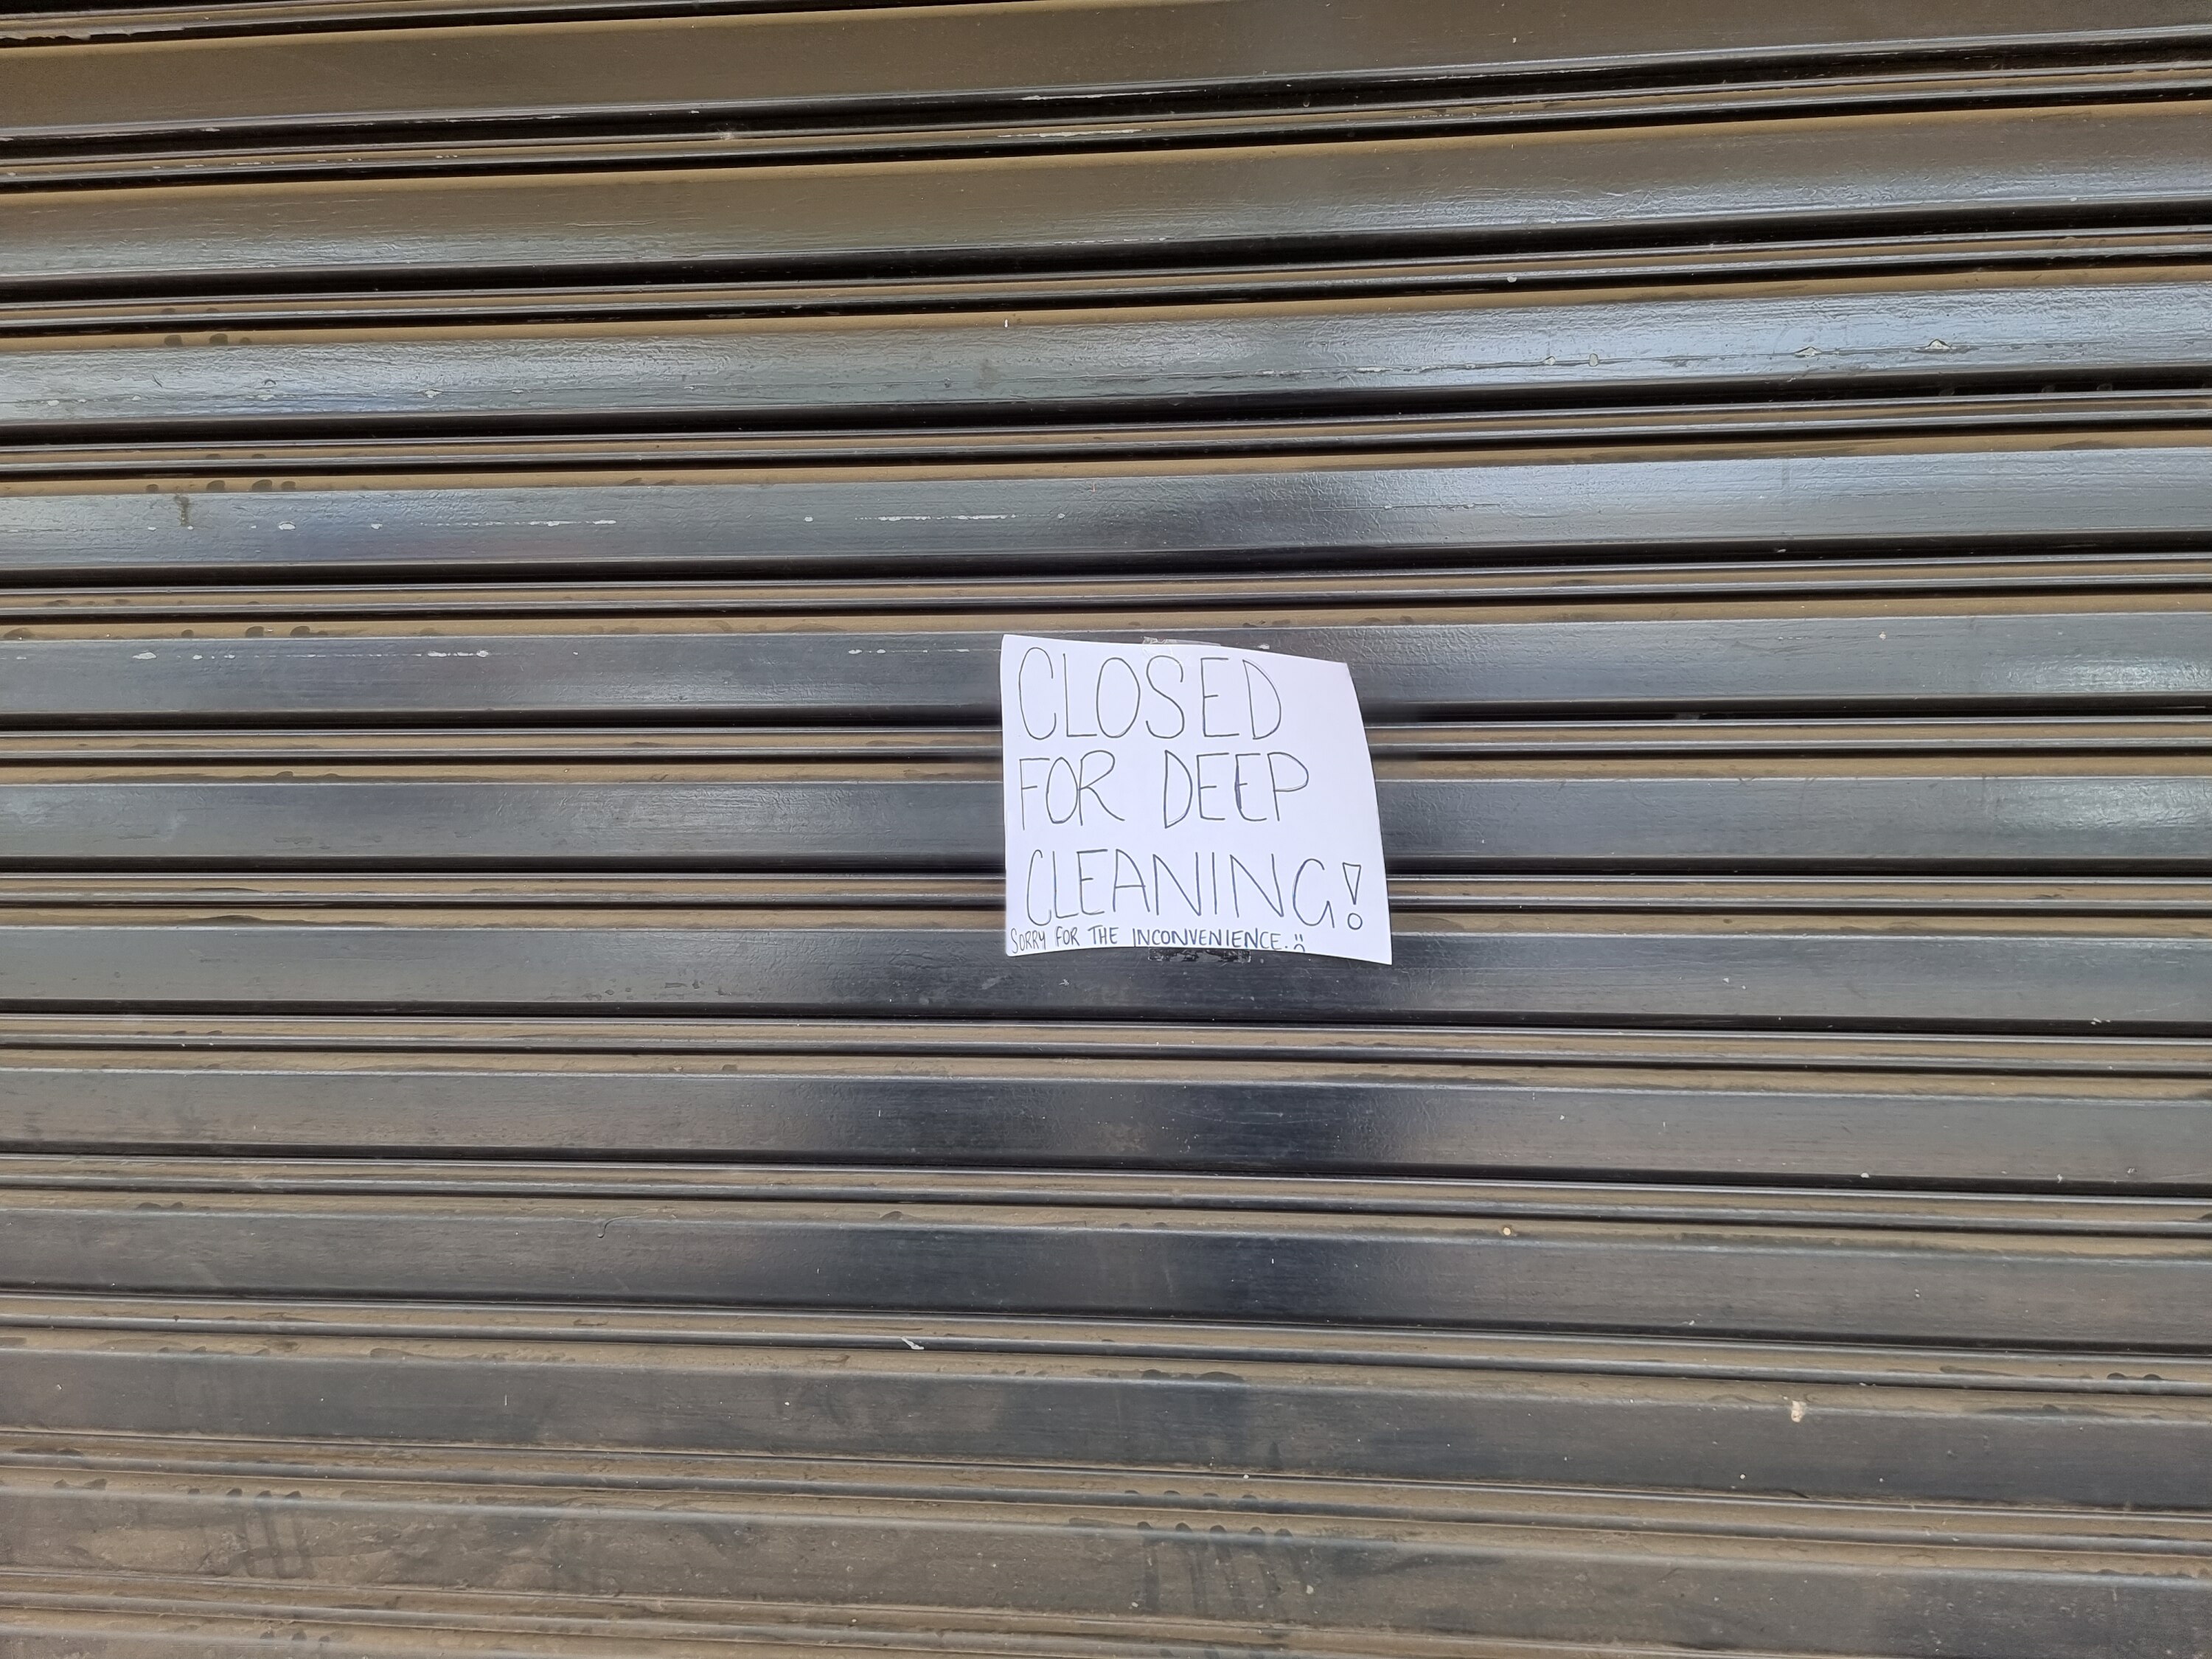 CLOSED
FOR DEEP
CLEANING!
SORRY FOR THE INCONVENIENCE. :(